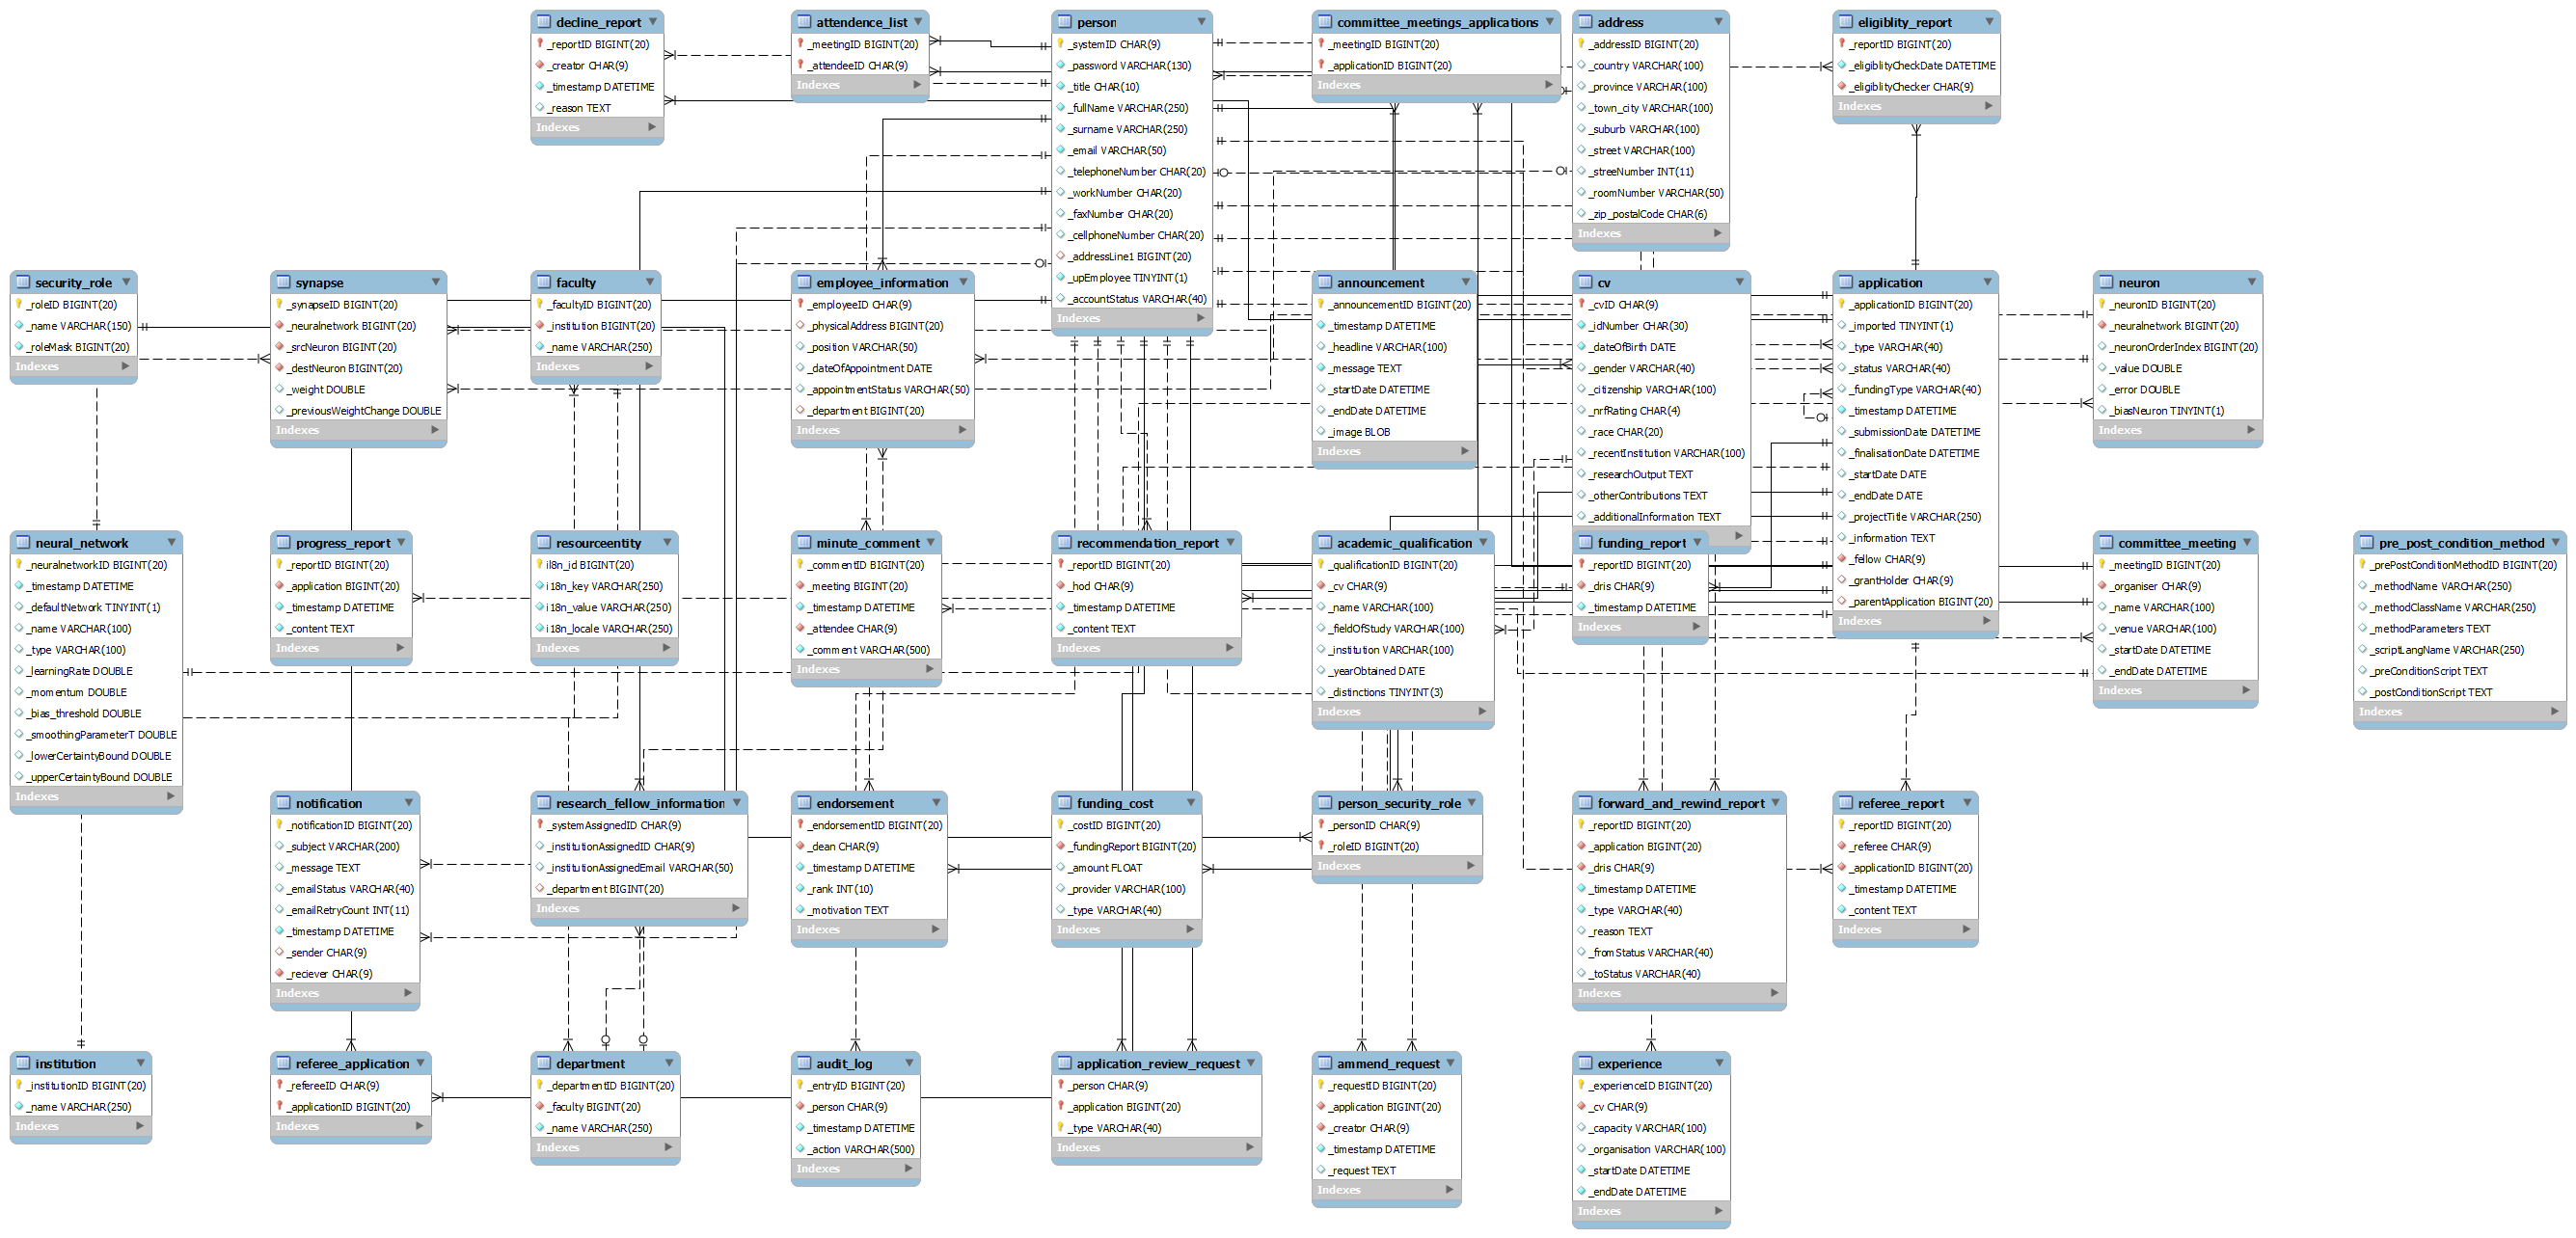 decline_report
_reportID BIGINT(20)
_creator CHAR(9)
_timestamp DATETIME
_reason TEXT
Indexes
attendence_list
_meetingID BIGINT(20)
_attendeeID CHAR(9)
Indexes
person
_systemID CHAR(9)
_password VARCHAR(130)
_title CHAR(10)
_fullName VARCHAR(250)
_surname VARCHAR(250)
_email VARCHAR(50)
_telephoneNumber CHAR(20)
_workNumber CHAR(20)
_faxNumber CHAR(20)
_cellphoneNumber CHAR(20)
_addressLine1 BIGINT(20)
_upEmployee TINYINT(1)
_accountStatus VARCHAR(40)
Indexes
committee_meetings_applications
_meetingID BIGINT(20)
_applicationID BIGINT(20)
Indexes
address
_addressID BIGINT(20)
_country VARCHAR(100)
_province VARCHAR(100)
_town_city VARCHAR(100)
_suburb VARCHAR(100)
_street VARCHAR(100)
_streeNumber INT(11)
_roomNumber VARCHAR(50)
_zip_postalCode CHAR(6)
Indexes
eligiblity_report
_reportID BIGINT(20)
_eligiblityCheckDate DATETIME
_eligiblityChecker CHAR(9)
Indexes
security_role
_roleID BIGINT(20)
_name VARCHAR(150)
_roleMask BIGINT(20)
Indexes
synapse
_synapseID BIGINT(20)
_neuralnetwork BIGINT(20)
_srcNeuron BIGINT(20)
_destNeuron BIGINT(20)
_weight DOUBLE
_previousWeightChange DOUBLE
Indexes
faculty
_facultyID BIGINT(20)
_institution BIGINT(20)
_name VARCHAR(250)
Indexes
employee_information
_employeeID CHAR(9)
_physicalAddress BIGINT(20)
_position VARCHAR(50)
_dateOfAppointment DATE
_appointmentStatus VARCHAR(50)
_department BIGINT(20)
Indexes
announcement
_announcementID BIGINT(20)
_timestamp DATETIME
_headline VARCHAR(100)
_message TEXT
_startDate DATETIME
_endDate DATETIME
_image BLOB
Indexes
cv
_cvID CHAR(9)
_idNumber CHAR(30)
_dateOfBirth DATE
_gender VARCHAR(40)
_citizenship VARCHAR(100)
_nrfRating CHAR(4)
_race CHAR(20)
_recentInstitution VARCHAR(100)
_researchOutput TEXT
_otherContributions TEXT
_additionalInformation TEXT
application
_applicationID BIGINT(20)
_imported TINYINT(1)
_type VARCHAR(40)
_status VARCHAR(40)
_fundingType VARCHAR(40)
_timestamp DATETIME
_submissionDate DATETIME
_finalisationDate DATETIME
_startDate DATE
_endDate DATE
_projectTitle VARCHAR(250)
_information TEXT
_fellow CHAR(9)
_grantHolder CHAR(9)
_parentApplication BIGINT(20)
Indexes
neuron
_neuronID BIGINT(20)
_neuralnetwork BIGINT(20)
_neuronOrderIndex BIGINT(20)
_value DOUBLE
_error DOUBLE
_biasNeuron TINYINT(1)
Indexes
neural_network
_neuralnetworkID BIGINT(20)
_timestamp DATETIME
_defaultNetwork TINYINT(1)
_name VARCHAR(100)
_type VARCHAR(100)
_learningRate DOUBLE
_momentum DOUBLE
_bias_threshold DOUBLE
_smoothingParameterT DOUBLE
_lowerCertaintyBound DOUBLE
_upperCertaintyBound DOUBLE
Indexes
progress_report
_reportID BIGINT(20)
_application BIGINT(20)
_timestamp DATETIME
_content TEXT
Indexes
resourceentity
il8n_id BIGINT(20)
i18n_key VARCHAR(250)
i18n_value VARCHAR(250)
i18n_locale VARCHAR(250)
Indexes
minute_comment
_commentID BIGINT(20)
_meeting BIGINT(20)
_timestamp DATETIME
_attendee CHAR(9)
_comment VARCHAR(500)
Indexes
recommendation_report
_reportID BIGINT(20)
_hod CHAR(9)
_timestamp DATETIME
_content TEXT
Indexes
academic_qualification
_qualificationID BIGINT(20)
_cv CHAR(9)
_name VARCHAR(100)
_fieldOfStudy VARCHAR(100)
_institution VARCHAR(100)
_yearObtained DATE
_distinctions TINYINT(3)
Indexes
funding_report
_reportID BIGINT(20)
_dris CHAR(9)
_timestamp DATETIME
Indexes
committee_meeting
_meetingID BIGINT(20)
_organiser CHAR(9)
_name VARCHAR(100)
_venue VARCHAR(100)
_startDate DATETIME
_endDate DATETIME
Indexes
pre_post_condition_method
_prePostConditionMethodID BIGINT(20)
_methodName VARCHAR(250)
_methodClassName VARCHAR(250)
_methodParameters TEXT
_scriptLangName VARCHAR(250)
_preConditionScript TEXT
_postConditionScript TEXT
Indexes
notification
_notificationID BIGINT(20)
_subject VARCHAR(200)
_message TEXT
_emailStatus VARCHAR(40)
_emailRetryCount INT(11)
_timestamp DATETIME
_sender CHAR(9)
_reciever CHAR(9)
Indexes
research_fellow_information
_systemAssignedID CHAR(9)
_institutionAssignedID CHAR(9)
_institutionAssignedEmail VARCHAR(50)
_department BIGINT(20)
Indexes
endorsement
_endorsementID BIGINT(20)
_dean CHAR(9)
_timestamp DATETIME
_rank INT(10)
_motivation TEXT
Indexes
funding_cost
_costID BIGINT(20)
_fundingReport BIGINT(20)
_amount FLOAT
_provider VARCHAR(100)
_type VARCHAR(40)
Indexes
person_security_role
_personID CHAR(9)
_roleID BIGINT(20)
Indexes
forward_and_rewind_report
_reportID BIGINT(20)
_application BIGINT(20)
_dris CHAR(9)
_timestamp DATETIME
_type VARCHAR(40)
_reason TEXT
_fromStatus VARCHAR(40)
_toStatus VARCHAR(40)
Indexes
referee_report
_reportID BIGINT(20)
_referee CHAR(9)
_applicationID BIGINT(20)
_timestamp DATETIME
_content TEXT
Indexes
institution
_institutionID BIGINT(20)
_name VARCHAR(250)
Indexes
referee_application
_refereeID CHAR(9)
_applicationID BIGINT(20)
Indexes
department
_departmentID BIGINT(20)
_faculty BIGINT(20)
_name VARCHAR(250)
Indexes
audit_log
_entryID BIGINT(20)
_person CHAR(9)
_timestamp DATETIME
_action VARCHAR(500)
Indexes
application_review_request
_person CHAR(9)
_application BIGINT(20)
_type VARCHAR(40)
Indexes
ammend_request
_requestID BIGINT(20)
_application BIGINT(20)
_creator CHAR(9)
_timestamp DATETIME
_request TEXT
Indexes
experience
_experienceID BIGINT(20)
_cv CHAR(9)
_capacity VARCHAR(100)
_organisation VARCHAR(100)
_startDate DATETIME
_endDate DATETIME
Indexes